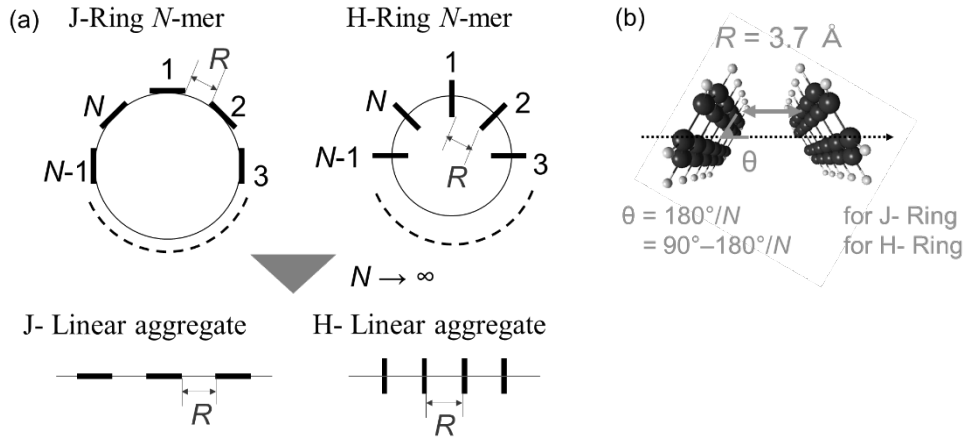 (a)
J-Ring N-mer
H-Ring N-mer
1
R
2
3
N
N-1
1
2
3
N
N-1
R
N → ∞
J- Linear aggregate
H- Linear aggregate
R
R
(b)
R = 3.7 Å
θ
θ = 180°/N for J- Ring
= 90°–180°/N for H- Ring